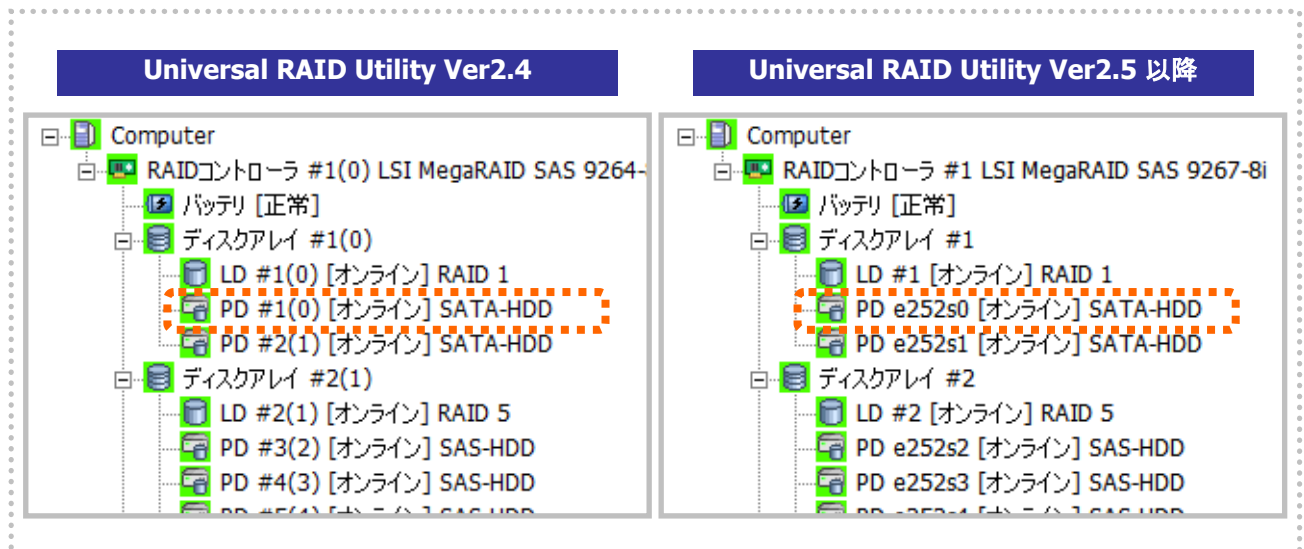 Universal RAID Utility Ver2.4
Computer
RAIDコントローラ #1(0) LSI MegaRAID SAS 9264-
バッテリ [正常]
ディスクアレイ #1(0)
LD #1(0) [オンライン] RAID 1
PD #1(0) [オンライン] SATA-HDD
PD #2(1) [オンライン] SATA-HDD
ディスクアレイ #2(1)
LD #2(1) [オンライン] RAID 5
PD #3(2) [オンライン] SAS-HDD
PD #4(3) [オンライン] SAS-HDD
Universal RAID Utility Ver2.5 以降
Computer
RAIDコントローラ #1 LSI MegaRAID SAS 9267-8i
バッテリ [正常]
ディスクアレイ #1
LD #1 [オンライン] RAID 1
PD e252s0 [オンライン] SATA-HDD
PD e252s1 [オンライン] SATA-HDD
ディスクアレイ #2
LD #2 [オンライン] RAID 5
PD e252s2 [オンライン] SAS-HDD
PD e252s3 [オンライン] SAS-HDD